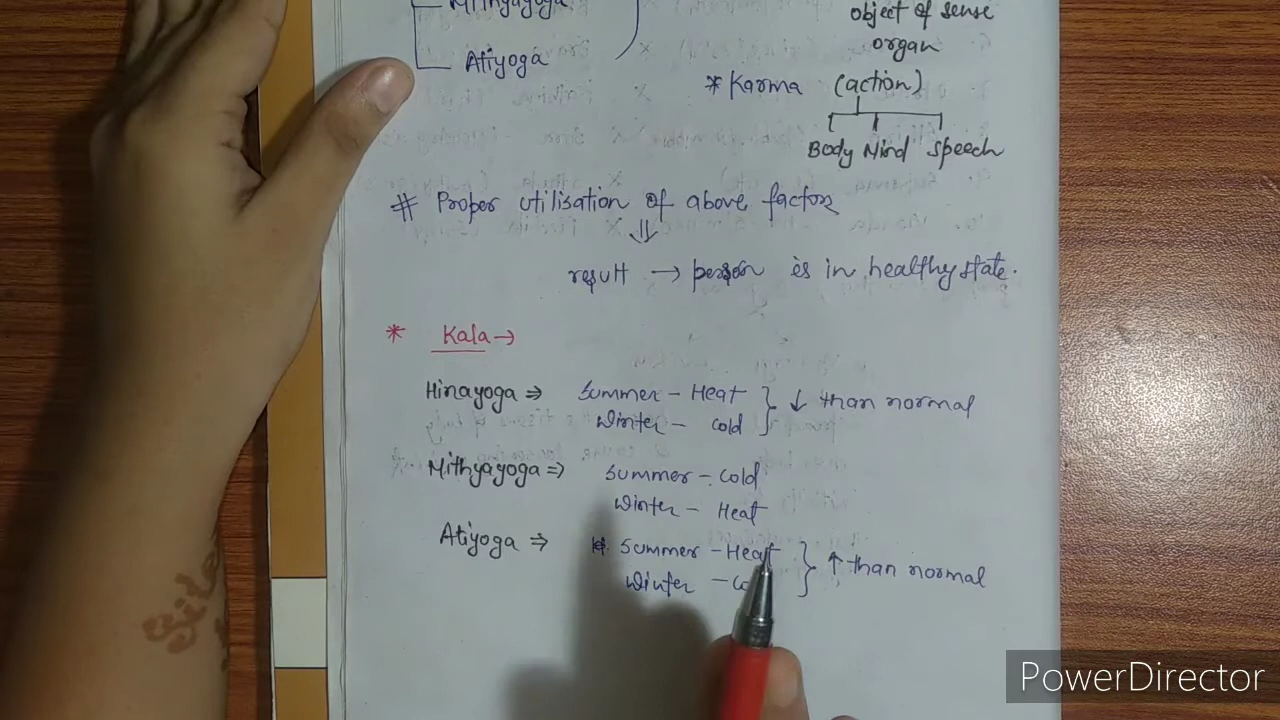 Mithyayoga
Atiyoga
object of sense
organ
* Karma (action)
Body Mind Speech
# Proper utilisation of above factors
⇓
result → person is in healthy state.
* Kala →
Hinayoga ⇒ Summer - Heat } ↓ than normal
Winter - cold
Mithyayoga ⇒ Summer - cold
Winter - Heat
Atiyoga ⇒ Summer - Heat } ↑ than normal
Winter - co
PowerDirector